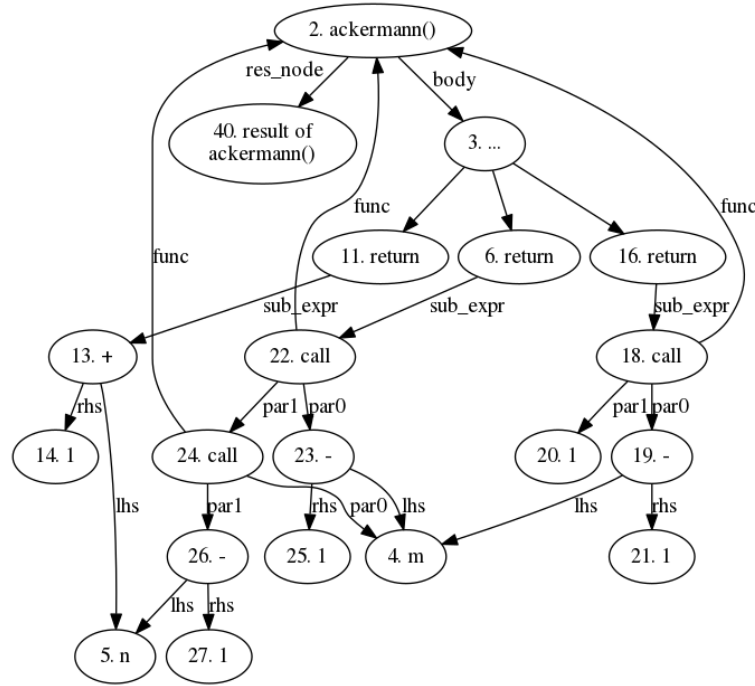 2. ackermann()
res_node
body
40. result of
ackermann()
3. ...
func
func
func
11. return
6. return
16. return
sub_expr
sub_expr
sub_expr
13. +
22. call
18. call
rhs
par1
par0
par1
par0
14. 1
24. call
23. -
20. 1
19. -
lhs
par1
par0
rhs
lhs
lhs
rhs
26. -
25. 1
4. m
21. 1
lhs
rhs
5. n
27. 1